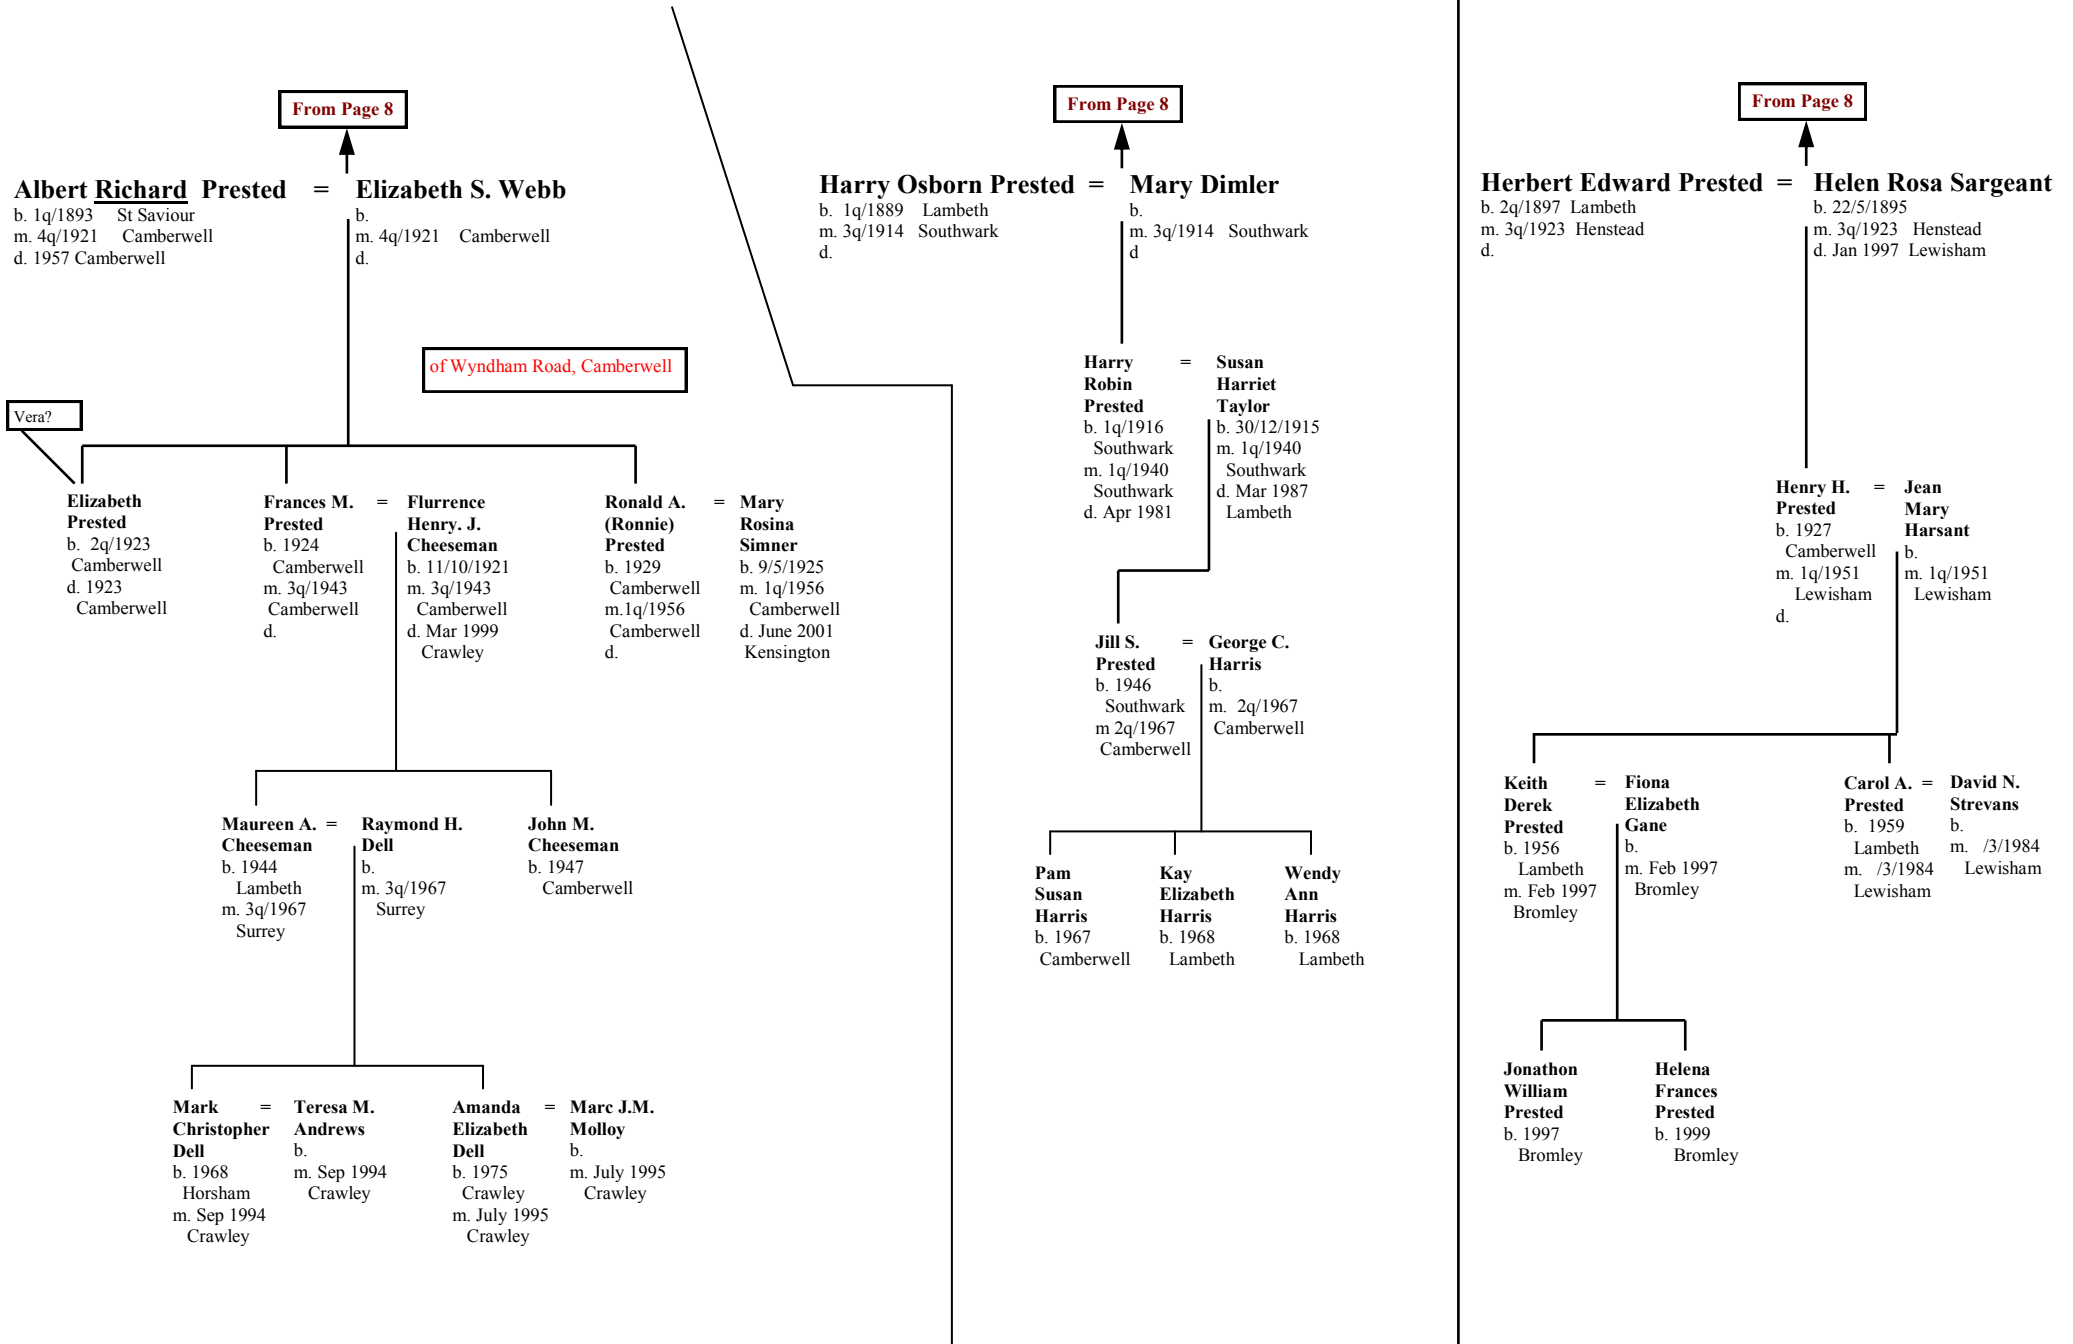 From Page 8
Albert Richard Prested = Elizabeth S. Webb
b. 1q/1893 St Saviour
m. 4q/1921 Camberwell
d. 1957 Camberwell
b.
m. 4q/1921 Camberwell
d.
of Wyndham Road, Camberwell
Vera?
Elizabeth
Prested
b. 2q/1923
Camberwell
d. 1923
Camberwell
Frances M. =
Prested
b. 1924
Camberwell
m. 3q/1943
Camberwell
d.
Flurrence
Henry. J.
Cheeseman
b. 11/10/1921
m. 3q/1943
Camberwell
d. Mar 1999
Crawley
Ronald A. =
(Ronnie)
Prested
b. 1929
Camberwell
m.1q/1956
Camberwell
d.
Mary
Rosina
Simner
b. 9/5/1925
m. 1q/1956
Camberwell
d. June 2001
Kensington
Maureen A. =
Cheeseman
b. 1944
Lambeth
m. 3q/1967
Surrey
Raymond H.
Dell
b.
m. 3q/1967
Surrey
John M.
Cheeseman
b. 1947
Camberwell
Mark =
Christopher
Dell
b. 1968
Horsham
m. Sep 1994
Crawley
Teresa M.
Andrews
b.
m. Sep 1994
Crawley
Amanda =
Elizabeth
Dell
b. 1975
Crawley
m. July 1995
Crawley
Marc J.M.
Molloy
b.
m. July 1995
Crawley
From Page 8
Harry Osborn Prested = Mary Dimler
b. 1q/1889 Lambeth
m. 3q/1914 Southwark
d.
b.
m. 3q/1914 Southwark
d
Harry =
Robin
Prested
b. 1q/1916
Southwark
m. 1q/1940
Southwark
d. Apr 1981
Susan
Harriet
Taylor
b. 30/12/1915
m. 1q/1940
Southwark
d. Mar 1987
Lambeth
Jill S. =
Prested
b. 1946
Southwark
m 2q/1967
Camberwell
George C.
Harris
b.
m. 2q/1967
Camberwell
Pam
Susan
Harris
b. 1967
Camberwell
Kay
Elizabeth
Harris
b. 1968
Lambeth
Wendy
Ann
Harris
b. 1968
Lambeth
From Page 8
Herbert Edward Prested = Helen Rosa Sargeant
b. 2q/1897 Lambeth
m. 3q/1923 Henstead
d.
b. 22/5/1895
m. 3q/1923 Henstead
d. Jan 1997 Lewisham
Henry H. =
Prested
b. 1927
Camberwell
m. 1q/1951
Lewisham
d.
Jean
Mary
Harsant
b.
m. 1q/1951
Lewisham
Keith =
Derek
Prested
b. 1956
Lambeth
m. Feb 1997
Bromley
Fiona
Elizabeth
Gane
b.
m. Feb 1997
Bromley
Carol A. =
Prested
b. 1959
Lambeth
m. /3/1984
Lewisham
David N.
Strevans
b.
m. /3/1984
Lewisham
Jonathon
William
Prested
b. 1997
Bromley
Helena
Frances
Prested
b. 1999
Bromley